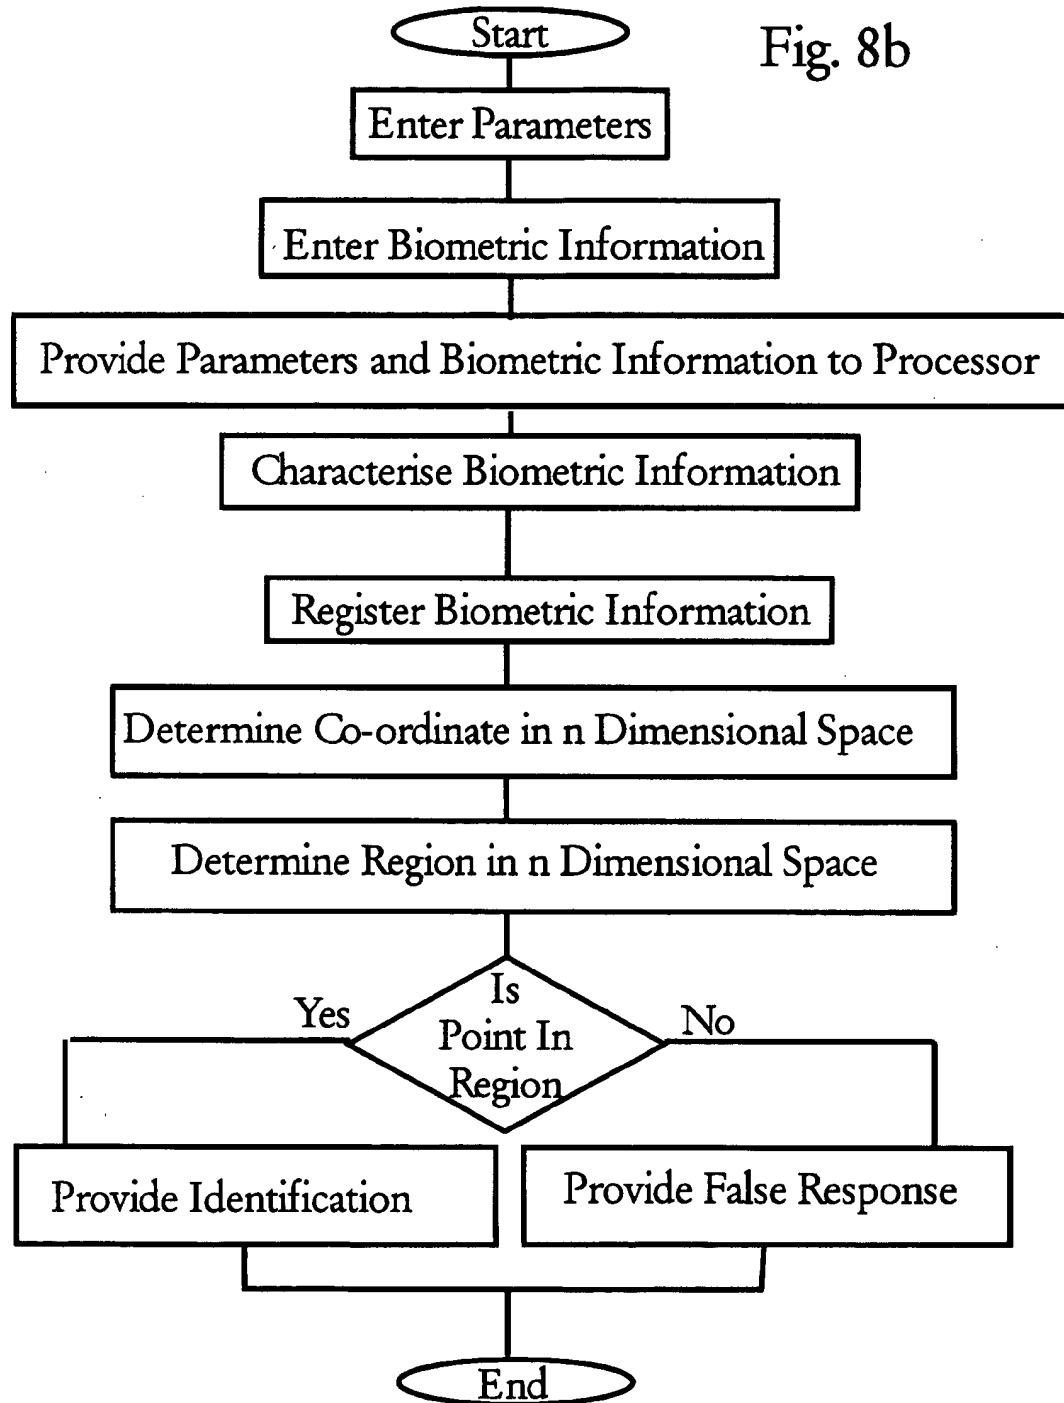 Start
Fig. 8b
Enter Parameters
Enter Biometric Information
Provide Parameters and Biometric Information to Processor
Characterise Biometric Information
Register Biometric Information
Determine Co-ordinate in n Dimensional Space
Determine Region in n Dimensional Space
Is
Point In
Region
Yes
No
Provide Identification
Provide False Response
End